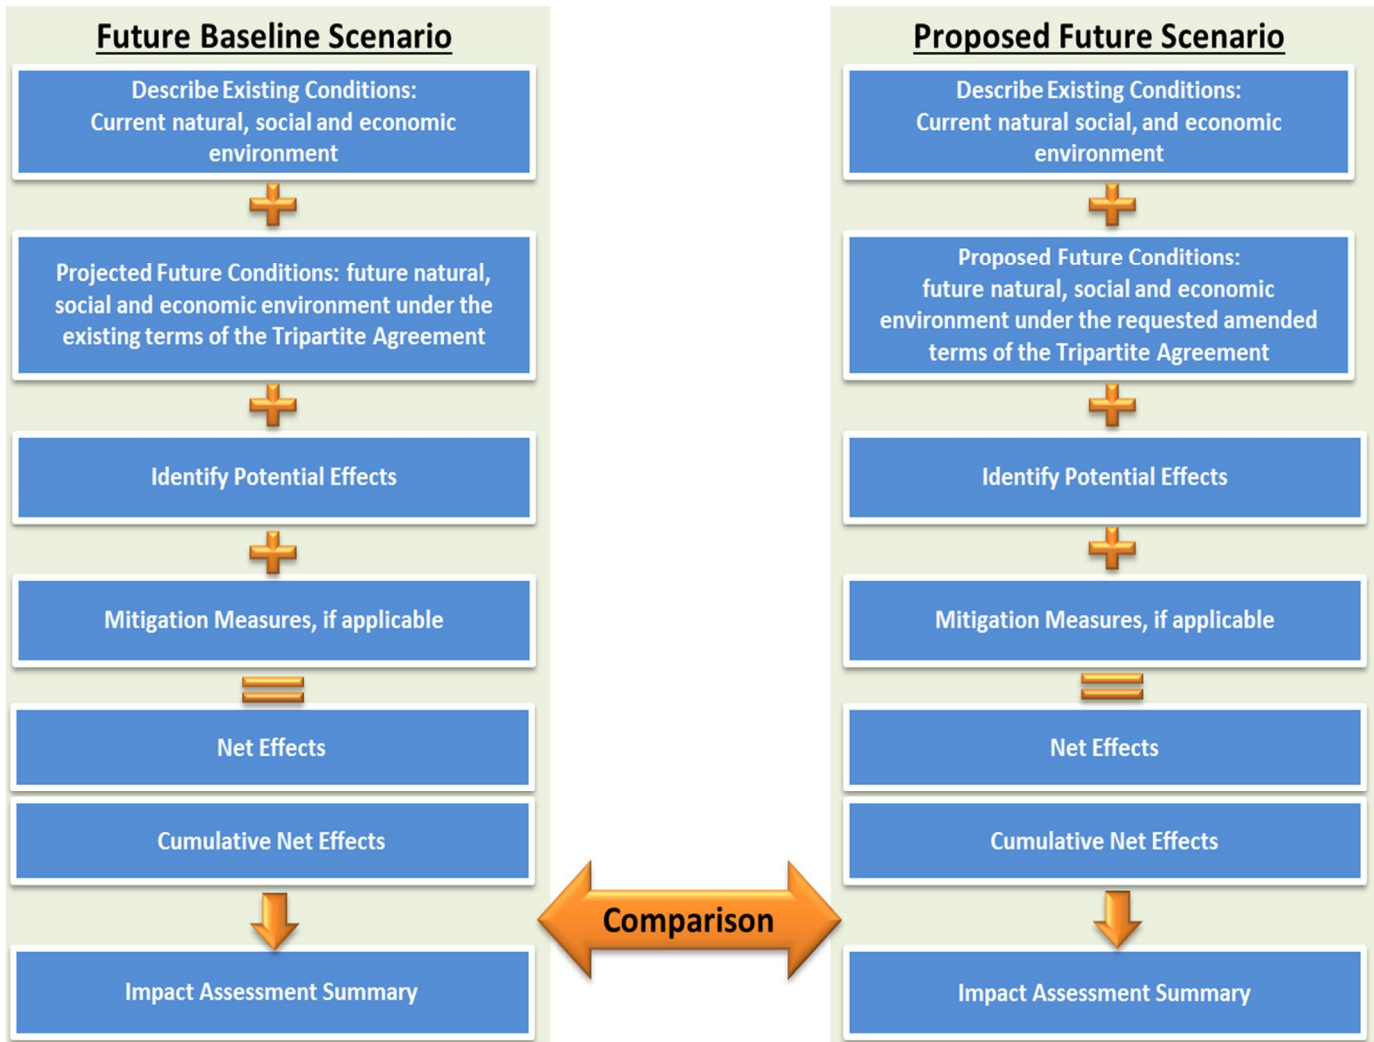 Future Baseline Scenario
Describe Existing Conditions:
Current natural, social and economic
environment
Projected Future Conditions: future natural,
social and economic environment under the
existing terms of the Tripartite Agreement
Identify Potential Effects
Mitigation Measures, if applicable
Net Effects
Cumulative Net Effects
Impact Assessment Summary
Comparison
Proposed Future Scenario
Describe Existing Conditions:
Current natural social, and economic
environment
Proposed Future Conditions:
future natural, social and economic
environment under the requested amended
terms of the Tripartite Agreement
Identify Potential Effects
Mitigation Measures, if applicable
Net Effects
Cumulative Net Effects
Impact Assessment Summary